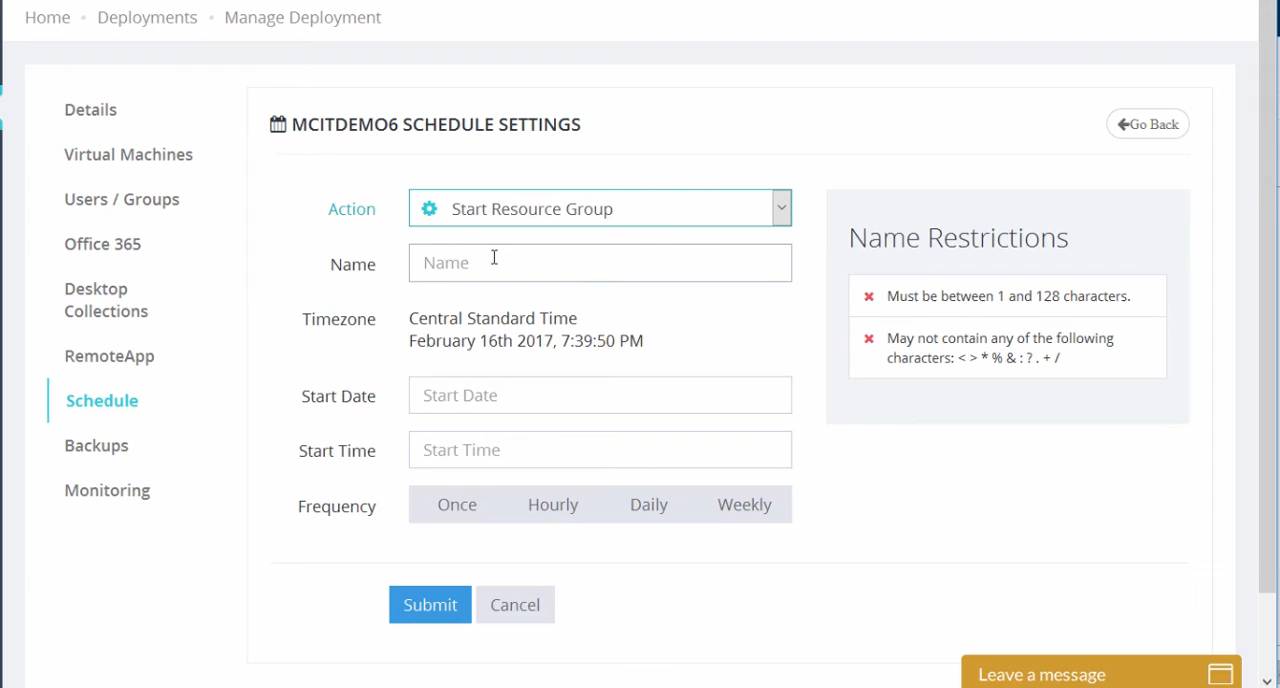 Home • Deployments • Manage Deployment
Details
Virtual Machines
Users / Groups
Office 365
Desktop
Collections
RemoteApp
Schedule
Backups
Monitoring
MCITDEMO6 SCHEDULE SETTINGS
Go Back
Action Start Resource Group
Name Name
Timezone Central Standard Time
February 16th 2017, 7:39:50 PM
Start Date Start Date
Start Time Start Time
Frequency Once Hourly Daily Weekly
Submit Cancel
Name Restrictions
Must be between 1 and 128 characters.
May not contain any of the following
characters: < > * % & : ? . + /
Leave a message